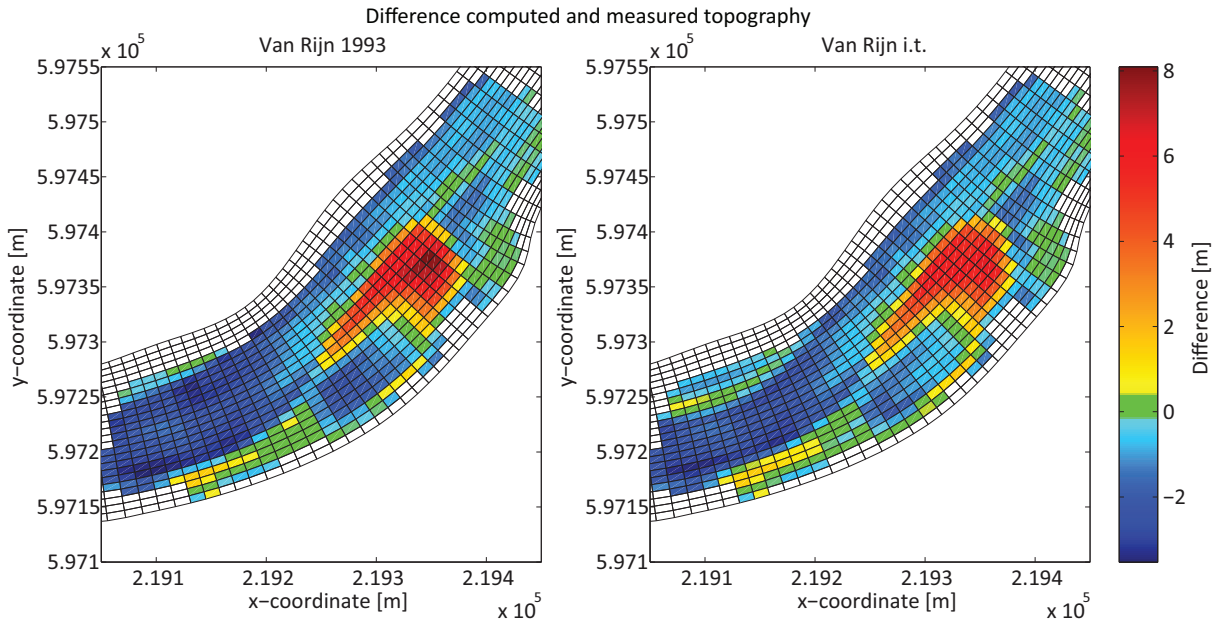 Difference computed and measured topography
x 10^5
Van Rijn 1993
5.9755
5.975
5.9745
5.974
5.9735
5.973
5.9725
5.972
5.9715
5.971
y-coordinate [m]
2.191
2.192
2.193
2.194
x-coordinate [m]
x 10^5
x 10^5
Van Rijn i.t.
5.9755
5.975
5.9745
5.974
5.9735
5.973
5.9725
5.972
5.9715
5.971
y-coordinate [m]
2.191
2.192
2.193
2.194
x-coordinate [m]
x 10^5
8
6
4
2
0
−2
Difference [m]